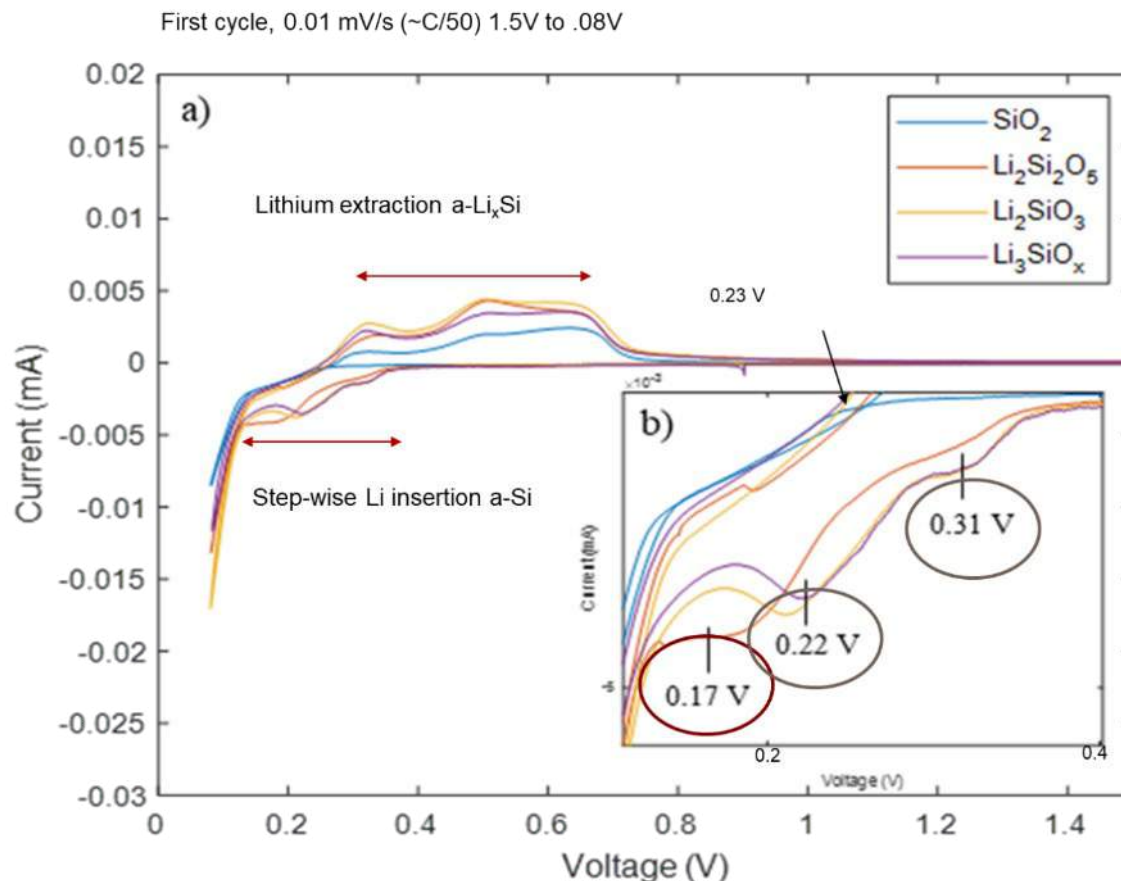 First cycle, 0.01 mV/s (~C/50) 1.5V to .08V
0.02
0.015
0.01
0.005
0
-0.005
-0.01
-0.015
-0.02
-0.025
-0.03
Current (mA)
a)
SiO₂
Li₂Si₂O₅
Li₂SiO₃
Li₃SiOₓ
Lithium extraction a-LiₓSi
0.23 V
Step-wise Li insertion a-Si
b)
Current (mA)
0.31 V
0.22 V
0.17 V
0.2
0.4
Voltage (V)
0
0.2
0.4
0.6
0.8
1
1.2
1.4
Voltage (V)